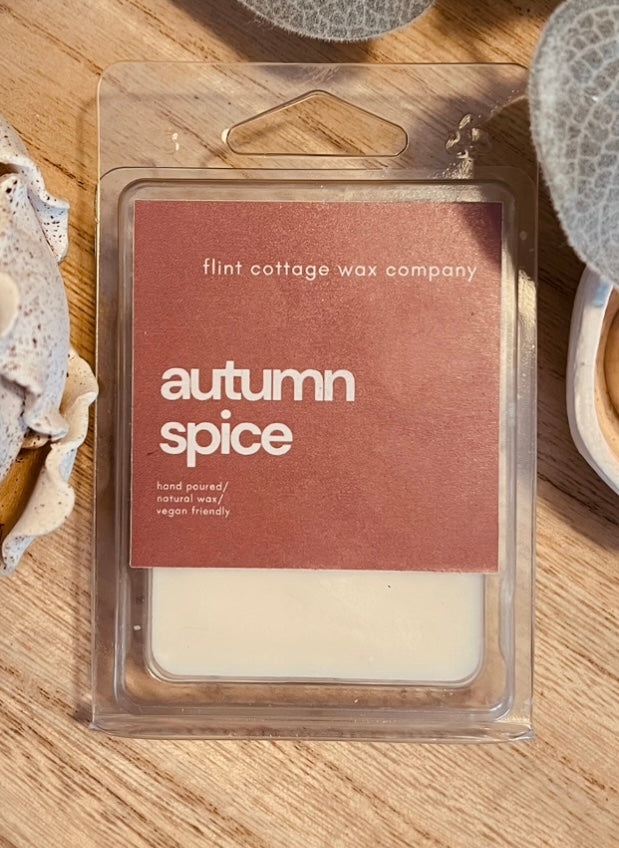 flint cottage wax company
autumn
spice
hand poured/
natural wax/
vegan friendly